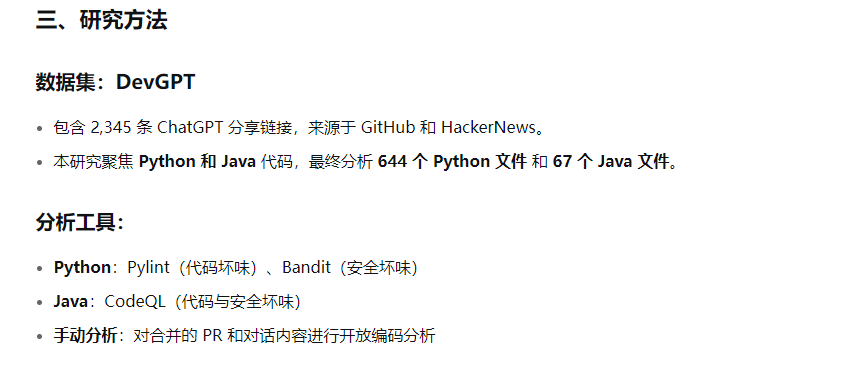 三、研究方法
数据集：DevGPT
包含 2,345 条 ChatGPT 分享链接，来源于 GitHub 和 HackerNews。
本研究聚焦 Python 和 Java 代码，最终分析 644 个 Python 文件 和 67 个 Java 文件。
分析工具：
Python：Pylint（代码坏味）、Bandit（安全坏味）
Java：CodeQL（代码与安全坏味）
手动分析：对合并的 PR 和对话内容进行开放编码分析